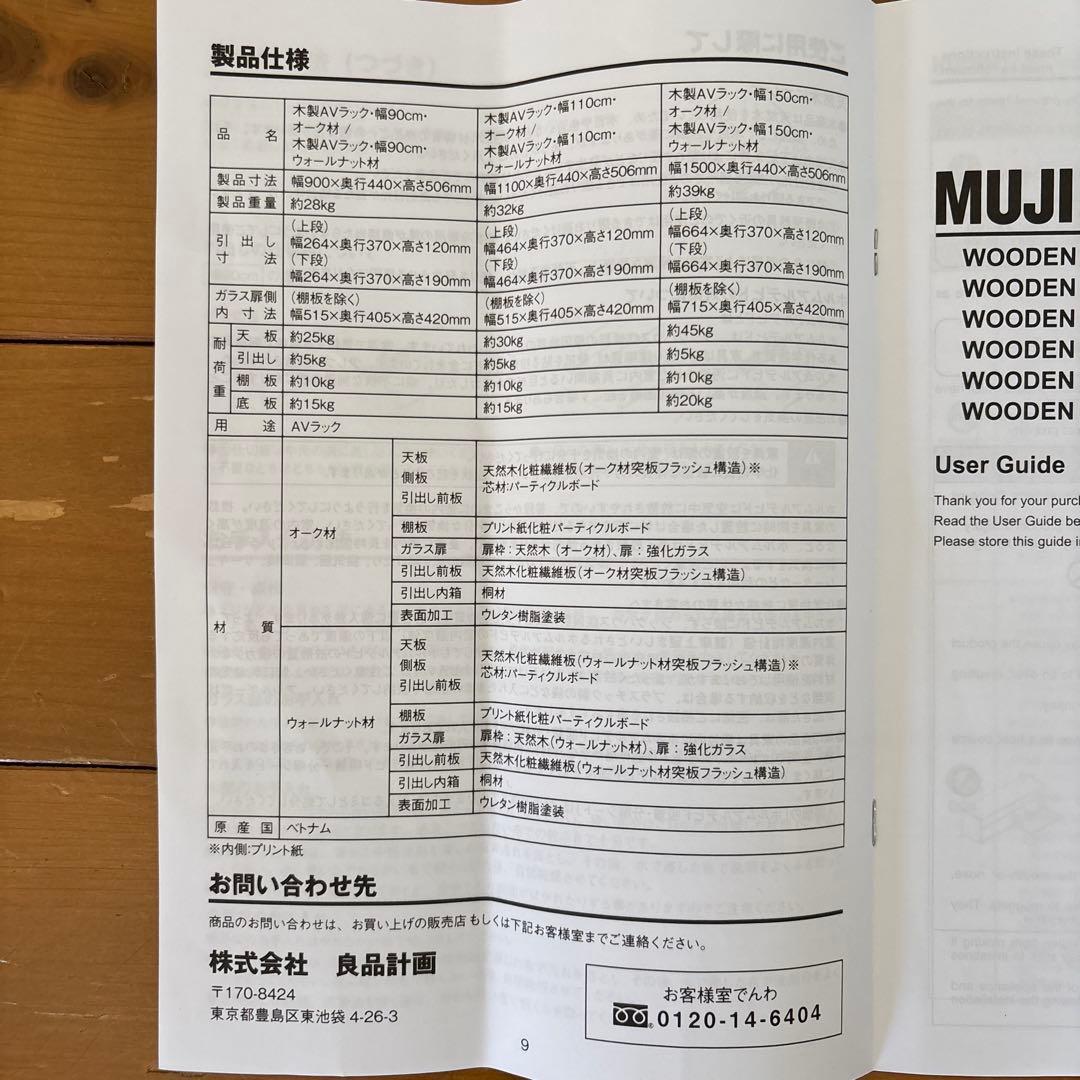 製品仕様
品名
木製AVラック・幅90cm・
オーク材 /
木製AVラック・幅90cm・
ウォールナット材
木製AVラック・幅110cm・
オーク材 /
木製AVラック・幅110cm・
ウォールナット材
木製AVラック・幅150cm・
オーク材 /
木製AVラック・幅150cm・
ウォールナット材
製品寸法 幅900×奥行440×高さ506mm 幅1100×奥行440×高さ506mm 幅1500×奥行440×高さ506mm
製品重量 約28kg 約32kg 約39kg
引出し
寸法
(上段)
幅264×奥行370×高さ120mm
(下段)
幅264×奥行370×高さ190mm
(上段)
幅464×奥行370×高さ120mm
(下段)
幅464×奥行370×高さ190mm
(上段)
幅664×奥行370×高さ120mm
(下段)
幅664×奥行370×高さ190mm
ガラス扉側
内寸法
(棚板を除く)
幅515×奥行405×高さ420mm
(棚板を除く)
幅515×奥行405×高さ420mm
(棚板を除く)
幅715×奥行405×高さ420mm
耐荷重
天板 約25kg 約30kg 約45kg
引出し 約5kg 約5kg 約5kg
棚板 約10kg 約10kg 約10kg
底板 約15kg 約15kg 約20kg
用途 AVラック
材質
オーク材
天板
側板
引出し前板
天然木化粧繊維板(オーク材突板フラッシュ構造)※
芯材:パーティクルボード
棚板 プリント紙化粧パーティクルボード
ガラス扉 扉枠:天然木(オーク材)、扉:強化ガラス
引出し前板 天然木化粧繊維板(オーク材突板フラッシュ構造)
引出し内箱 桐材
表面加工 ウレタン樹脂塗装
ウォールナット材
天板
側板
引出し前板
天然木化粧繊維板(ウォールナット材突板フラッシュ構造)※
芯材:パーティクルボード
棚板 プリント紙化粧パーティクルボード
ガラス扉 扉枠:天然木(ウォールナット材)、扉:強化ガラス
引出し前板 天然木化粧繊維板(ウォールナット材突板フラッシュ構造)
引出し内箱 桐材
表面加工 ウレタン樹脂塗装
原産国 ベトナム
※内側:プリント紙
お問い合わせ先
商品のお問い合わせは、お買い上げの販売店もしくは下記お客様室までご連絡ください。
株式会社 良品計画
〒170-8424
東京都豊島区東池袋 4-26-3
お客様室でんわ
0120-14-6404
9
MUJI
WOODEN
WOODEN
WOODEN
WOODEN
WOODEN
WOODEN
User Guide
Thank you for your
Read the User Guide
Please store this guide